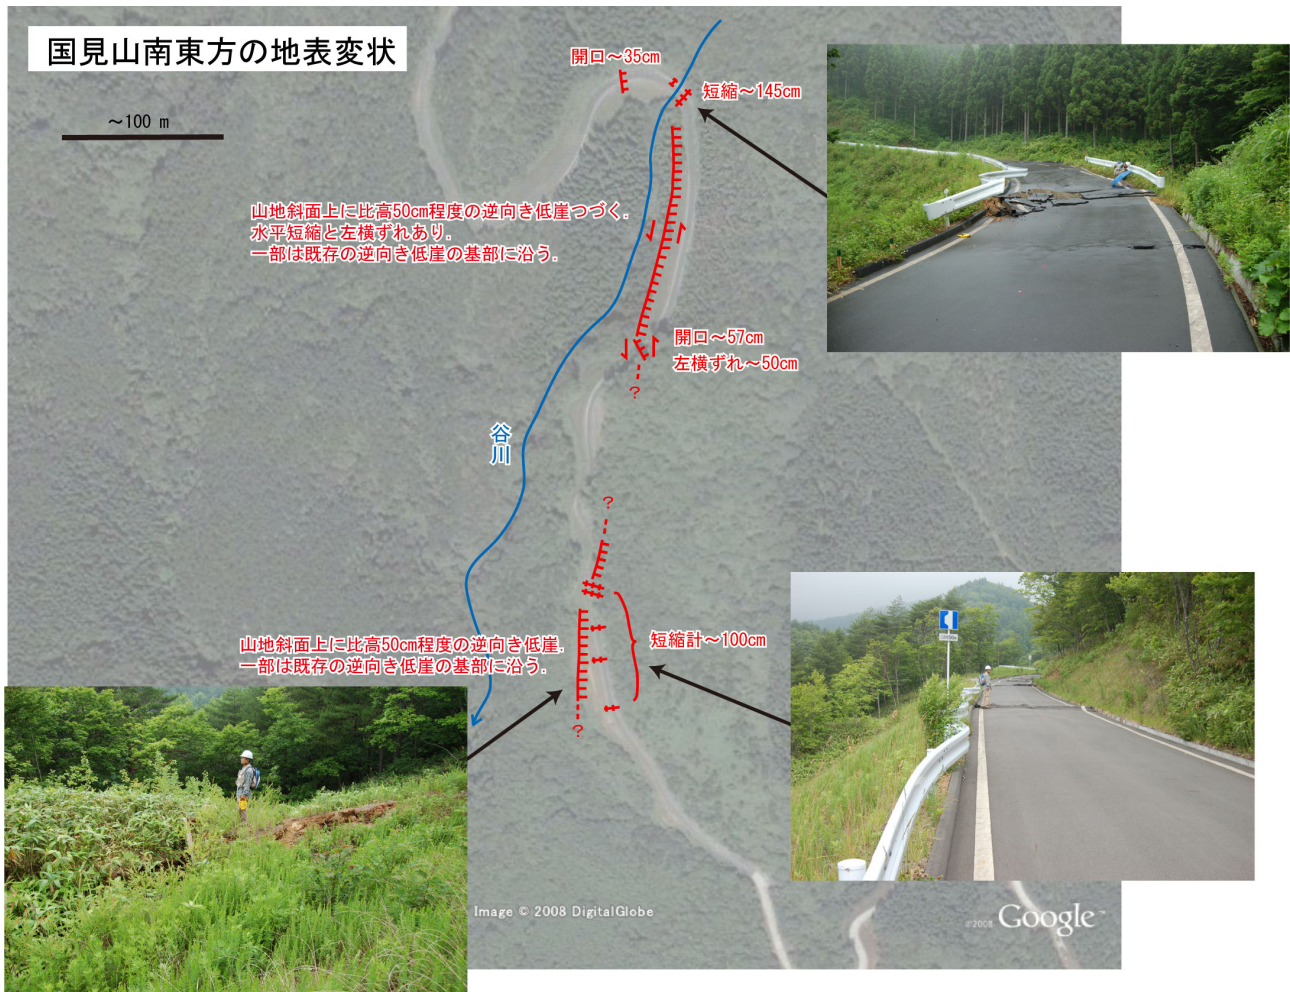 国見山南東方の地表変状
~100 m
開口~35cm
短縮~145cm
山地斜面上に比高50cm程度の逆向き低崖つづく.
水平短縮と左横ずれあり.
一部は既存の逆向き低崖の基部に沿う.
開口~57cm
左横ずれ~50cm
?
谷川
?
山地斜面上に比高50cm程度の逆向き低崖.
一部は既存の逆向き低崖の基部に沿う.
短縮計~100cm
?
Image © 2008 DigitalGlobe
©2008 Google™